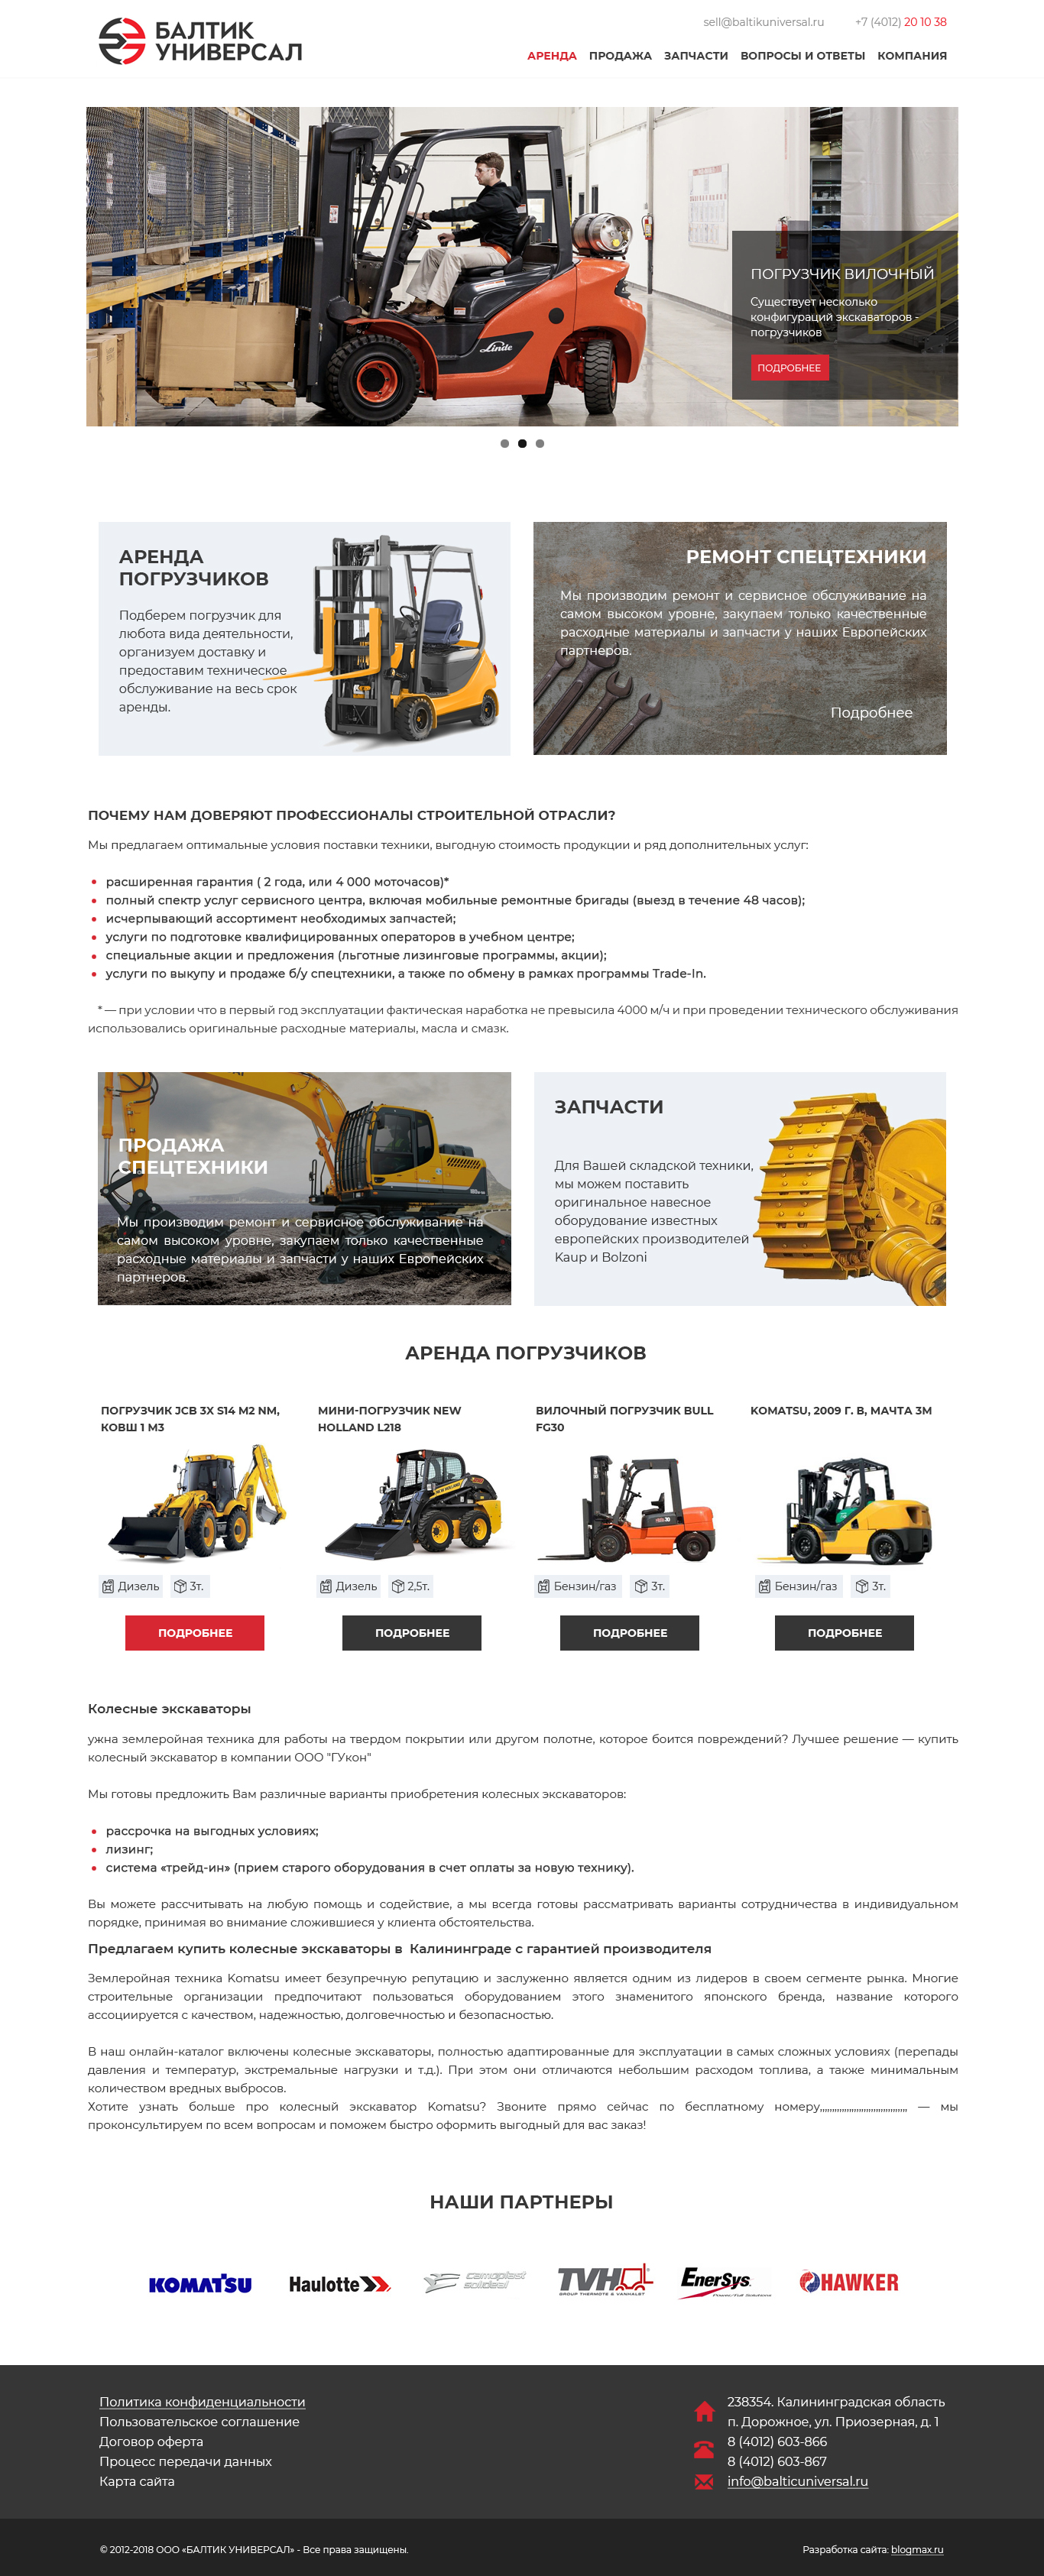 БАЛТИК
УНИВЕРСАЛ
sell@baltikuniversal.ru
+7 (4012) 20 10 38
АРЕНДА ПРОДАЖА ЗАПЧАСТИ ВОПРОСЫ И ОТВЕТЫ КОМПАНИЯ
Linde
ПОГРУЗЧИК ВИЛОЧНЫЙ
Существует несколько
конфигураций экскаваторов -
погрузчиков
ПОДРОБНЕЕ
АРЕНДА
ПОГРУЗЧИКОВ
Подберем погрузчик для
любота вида деятельности,
организуем доставку и
предоставим техническое
обслуживание на весь срок
аренды.
РЕМОНТ СПЕЦТЕХНИКИ
Мы производим ремонт и сервисное обслуживание на
самом высоком уровне, закупаем только качественные
расходные материалы и запчасти у наших Европейских
партнеров.
Подробнее
ПОЧЕМУ НАМ ДОВЕРЯЮТ ПРОФЕССИОНАЛЫ СТРОИТЕЛЬНОЙ ОТРАСЛИ?
Мы предлагаем оптимальные условия поставки техники, выгодную стоимость продукции и ряд дополнительных услуг:
расширенная гарантия ( 2 года, или 4 000 моточасов)*
полный спектр услуг сервисного центра, включая мобильные ремонтные бригады (выезд в течение 48 часов);
исчерпывающий ассортимент необходимых запчастей;
услуги по подготовке квалифицированных операторов в учебном центре;
специальные акции и предложения (льготные лизинговые программы, акции);
услуги по выкупу и продаже б/у спецтехники, а также по обмену в рамках программы Trade-In.
* — при условии что в первый год эксплуатации фактическая наработка не превысила 4000 м/ч и при проведении технического обслуживания
использовались оригинальные расходные материалы, масла и смазк.
ПРОДАЖА
СПЕЦТЕХНИКИ
Мы производим ремонт и сервисное обслуживание на
самом высоком уровне, закупаем только качественные
расходные материалы и запчасти у наших Европейских
партнеров.
ЗАПЧАСТИ
Для Вашей складской техники,
мы можем поставить
оригинальное навесное
оборудование известных
европейских производителей
Kaup и Bolzoni
АРЕНДА ПОГРУЗЧИКОВ
ПОГРУЗЧИК JCB 3X S14 M2 NM,
КОВШ 1 М3
Дизель 3т.
ПОДРОБНЕЕ
МИНИ-ПОГРУЗЧИК NEW
HOLLAND L218
Дизель 2,5т.
ПОДРОБНЕЕ
ВИЛОЧНЫЙ ПОГРУЗЧИК BULL
FG30
Бензин/газ 3т.
ПОДРОБНЕЕ
KOMATSU, 2009 Г. В, МАЧТА 3М
Бензин/газ 3т.
ПОДРОБНЕЕ
Колесные экскаваторы
ужна землеройная техника для работы на твердом покрытии или другом полотне, которое боится повреждений? Лучшее решение — купить
колесный экскаватор в компании ООО "ГУкон"
Мы готовы предложить Вам различные варианты приобретения колесных экскаваторов:
рассрочка на выгодных условиях;
лизинг;
система «трейд-ин» (прием старого оборудования в счет оплаты за новую технику).
Вы можете рассчитывать на любую помощь и содействие, а мы всегда готовы рассматривать варианты сотрудничества в индивидуальном
порядке, принимая во внимание сложившиеся у клиента обстоятельства.
Предлагаем купить колесные экскаваторы в Калининграде с гарантией производителя
Землеройная техника Komatsu имеет безупречную репутацию и заслуженно является одним из лидеров в своем сегменте рынка. Многие
строительные организации предпочитают пользоваться оборудованием этого знаменитого японского бренда, название которого
ассоциируется с качеством, надежностью, долговечностью и безопасностью.
В наш онлайн-каталог включены колесные экскаваторы, полностью адаптированные для эксплуатации в самых сложных условиях (перепады
давления и температур, экстремальные нагрузки и т.д.). При этом они отличаются небольшим расходом топлива, а также минимальным
количеством вредных выбросов.
Хотите узнать больше про колесный экскаватор Komatsu? Звоните прямо сейчас по бесплатному номеру,,,,,,,,,,,,,,,,,,,,,,,,,,,,,,,,,,,, — мы
проконсультируем по всем вопросам и поможем быстро оформить выгодный для вас заказ!
НАШИ ПАРТНЕРЫ
KOMATSU
Haulotte
camoplast
solideal
TVH
GROUP THERMOTE & VANHALST
EnerSys.
Power/Full Solutions
HAWKER
Политика конфиденциальности
Пользовательское соглашение
Договор оферта
Процесс передачи данных
Карта сайта
238354. Калининградская область
п. Дорожное, ул. Приозерная, д. 1
8 (4012) 603-866
8 (4012) 603-867
info@balticuniversal.ru
© 2012-2018 ООО «БАЛТИК УНИВЕРСАЛ» - Все права защищены.
Разработка сайта: blogmax.ru